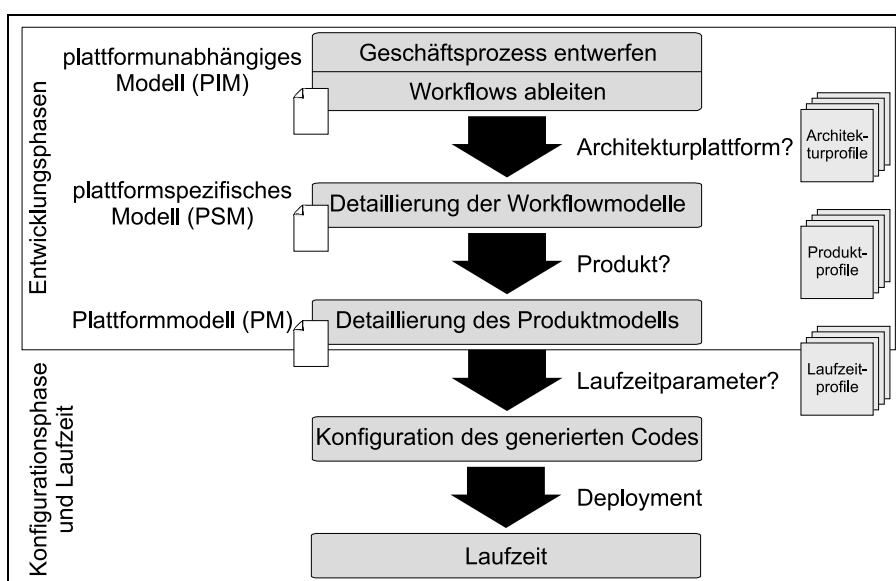 plattformunabhängiges
Modell (PIM)
Geschäftsprozess entwerfen
Workflows ableiten
Architekturplattform?
Architek-
turprofile
plattformspezifisches
Modell (PSM)
Detaillierung der Workflowmodelle
Produkt?
Produkt-
profile
Plattformmodell (PM)
Detaillierung des Produktmodells
Laufzeitparameter?
Laufzeit-
profile
Konfiguration des generierten Codes
Deployment
Laufzeit
Entwicklungsphasen
Konfigurationsphase
und Laufzeit